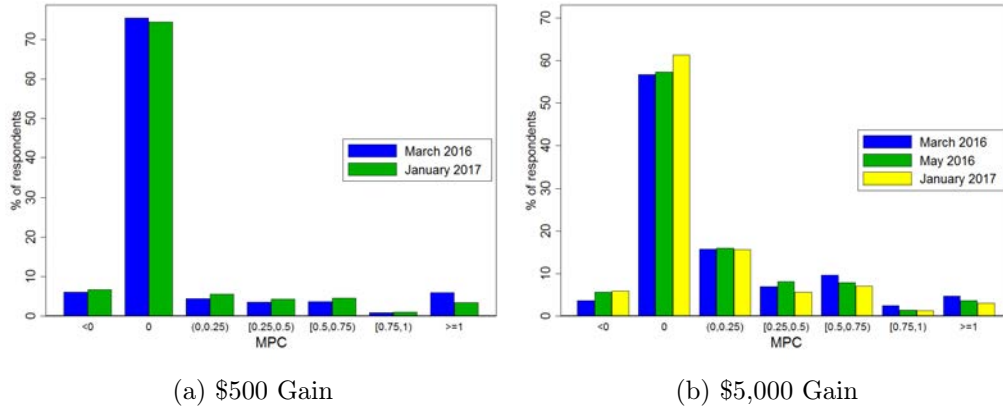 % of respondents
70
60
50
40
30
20
10
0
March 2016
January 2017
<0 0 (0,0.25) [0.25,0.5) [0.5,0.75) [0.75,1) >=1
MPC
(a) $500 Gain
% of respondents
70
60
50
40
30
20
10
0
March 2016
May 2016
January 2017
<0 0 (0,0.25) [0.25,0.5) [0.5,0.75) [0.75,1) >=1
MPC
(b) $5,000 Gain